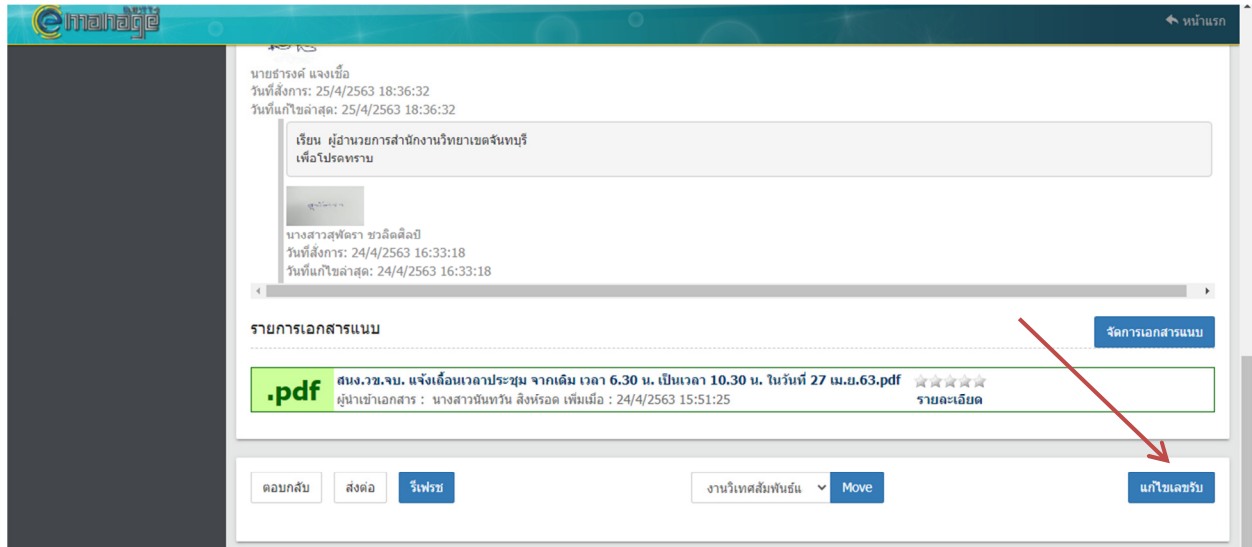 emanage
หน้าแรก
นายธำรงค์ แจงเชื้อ
วันที่สั่งการ: 25/4/2563 18:36:32
วันที่แก้ไขล่าสุด: 25/4/2563 18:36:32
เรียน ผู้อำนวยการสำนักงานวิทยาเขตจันทบุรี
เพื่อโปรดทราบ
นางสาวสุพัตรา ชวลิตศิลป์
วันที่สั่งการ: 24/4/2563 16:33:18
วันที่แก้ไขล่าสุด: 24/4/2563 16:33:18
รายการเอกสารแนบ
จัดการเอกสารแนบ
.pdf
สนง.วข.จบ. แจ้งเลื่อนเวลาประชุม จากเดิม เวลา 6.30 น. เป็นเวลา 10.30 น. ในวันที่ 27 เม.ย.63.pdf
ผู้นำเข้าเอกสาร : นางสาวนันทวัน สิงห์รอด เพิ่มเมื่อ : 24/4/2563 15:51:25
รายละเอียด
ตอบกลับ ส่งต่อ รีเฟรช งานวิเทศสัมพันธ์แ Move แก้ไขเลขรับ